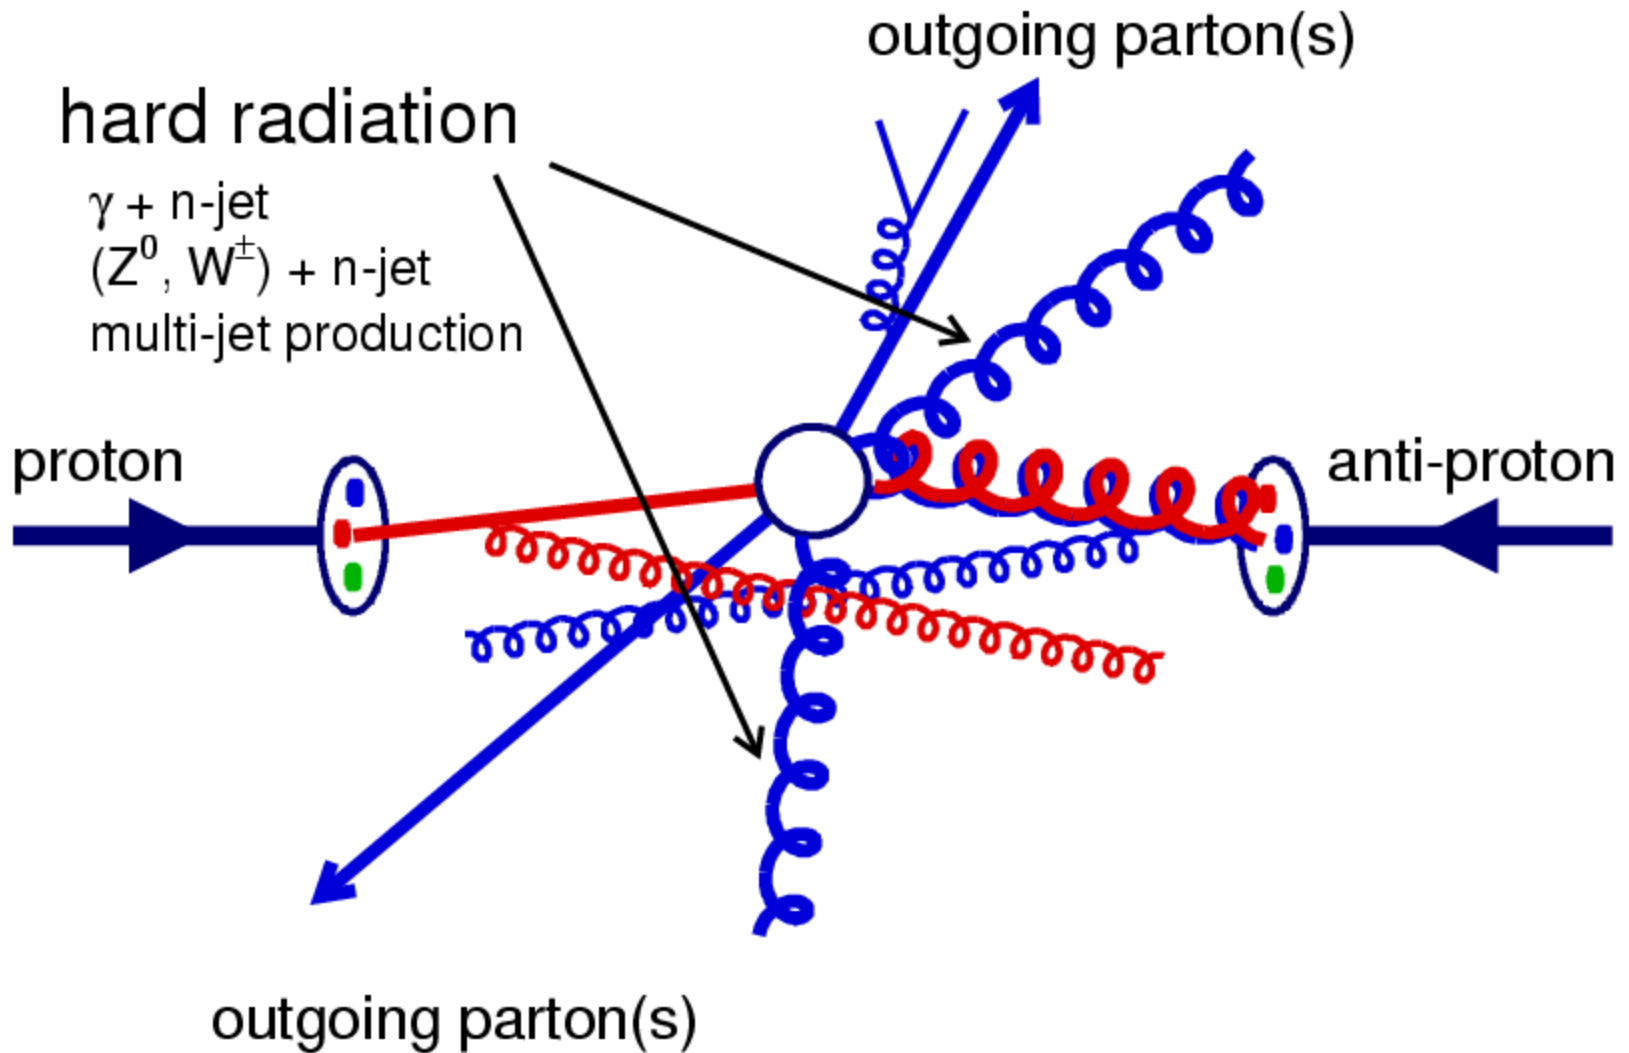 outgoing parton(s)
hard radiation
γ + n-jet
(Z⁰, W±) + n-jet
multi-jet production
proton
anti-proton
outgoing parton(s)